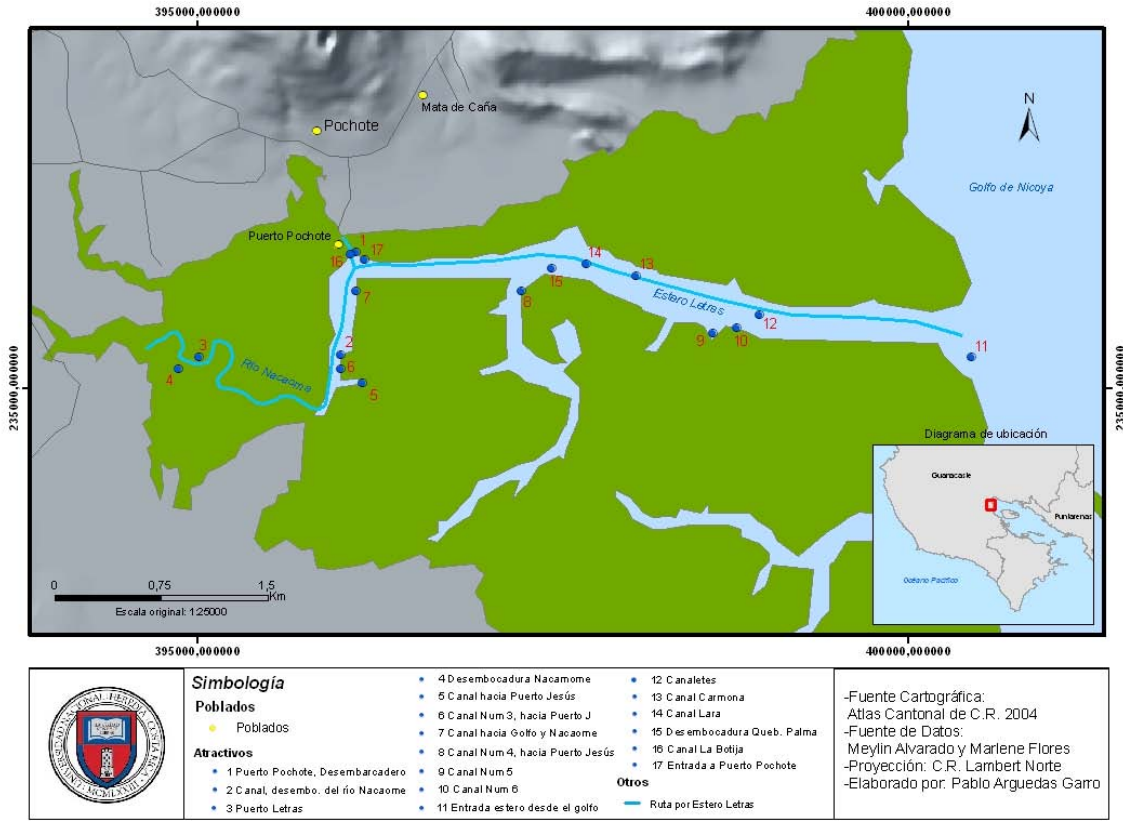 395000,000000
400000,000000
N
Mata de Caña
Pochote
Golfo de Nicoya
Puerto Pochote
1
17
16
14
15
13
7
8
Estero Letras
12
9
10
11
2
3
Río Nacaome
6
4
5
235000,000000
235000,000000
Diagrama de ubicación
Guanacaste
Puntarenas
Océano Pacífico
0
0,75
1,5
Km
Escala original: 1:25000
395000,000000
400000,000000
Simbología
Poblados
Poblados
Atractivos
1 Puerto Pochote, Desembarcadero
2 Canal, desembo. del río Nacaome
3 Puerto Letras
4 Desembocadura Nacamome
5 Canal hacia Puerto Jesús
6 Canal Num 3, hacia Puerto J
7 Canal hacia Golfo y Nacaome
8 Canal Num 4, hacia Puerto Jesús
9 Canal Num 5
10 Canal Num 6
11 Entrada estero desde el golfo
12 Canaletes
13 Canal Carmona
14 Canal Lara
15 Desembocadura Queb. Palma
16 Canal La Botija
17 Entrada a Puerto Pochote
Otros
Ruta por Estero Letras
-Fuente Cartográfica:
Atlas Cantonal de C.R. 2004
-Fuente de Datos:
Meylin Alvarado y Marlene Flores
-Proyección: C.R. Lambert Norte
-Elaborado por: Pablo Arguedas Garro
UNIVERSIDAD NACIONAL HEREDIA COSTA RICA
MCMLXXIII